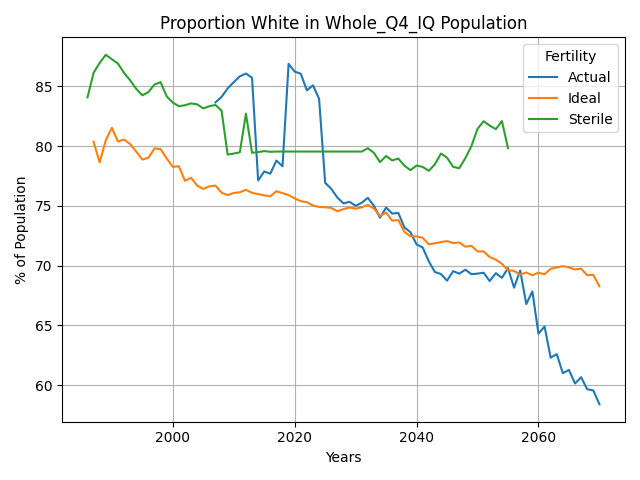 Proportion White in Whole_Q4_IQ Population
Fertility
Actual
Ideal
Sterile
% of Population
85
80
75
70
65
60
2000
2020
2040
2060
Years